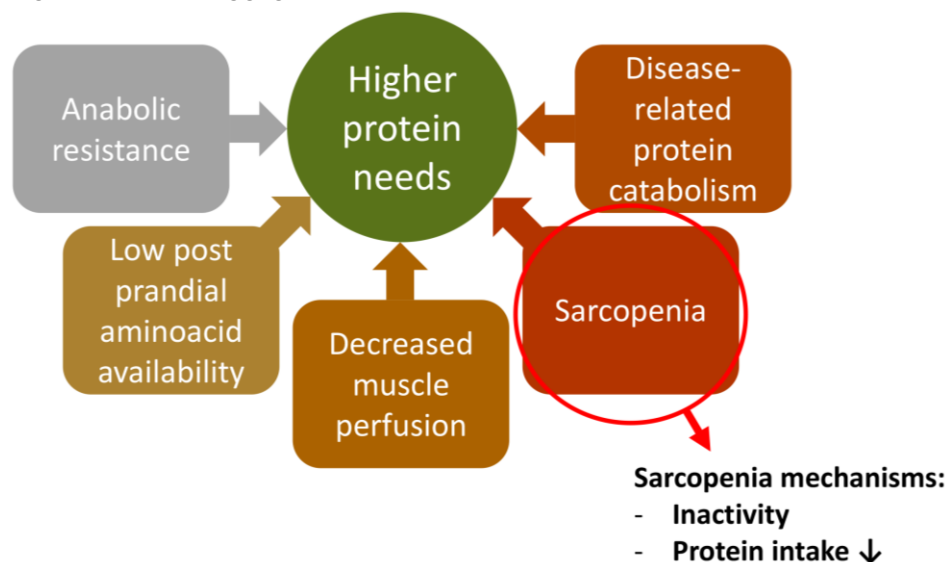 Higher
protein
needs
Anabolic
resistance
Disease-
related
protein
catabolism
Low post
prandial
aminoacid
availability
Decreased
muscle
perfusion
Sarcopenia
Sarcopenia mechanisms:
- Inactivity
- Protein intake ↓